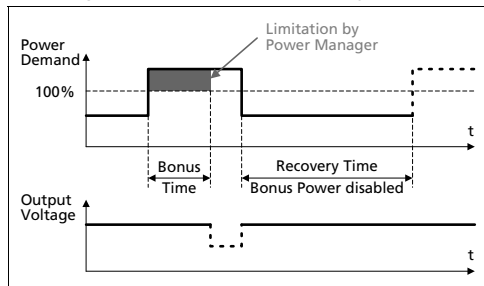 Limitation by
Power Manager
Power
Demand
100%
t
Bonus
Time
Recovery Time
Bonus Power disabled
Output
Voltage
t